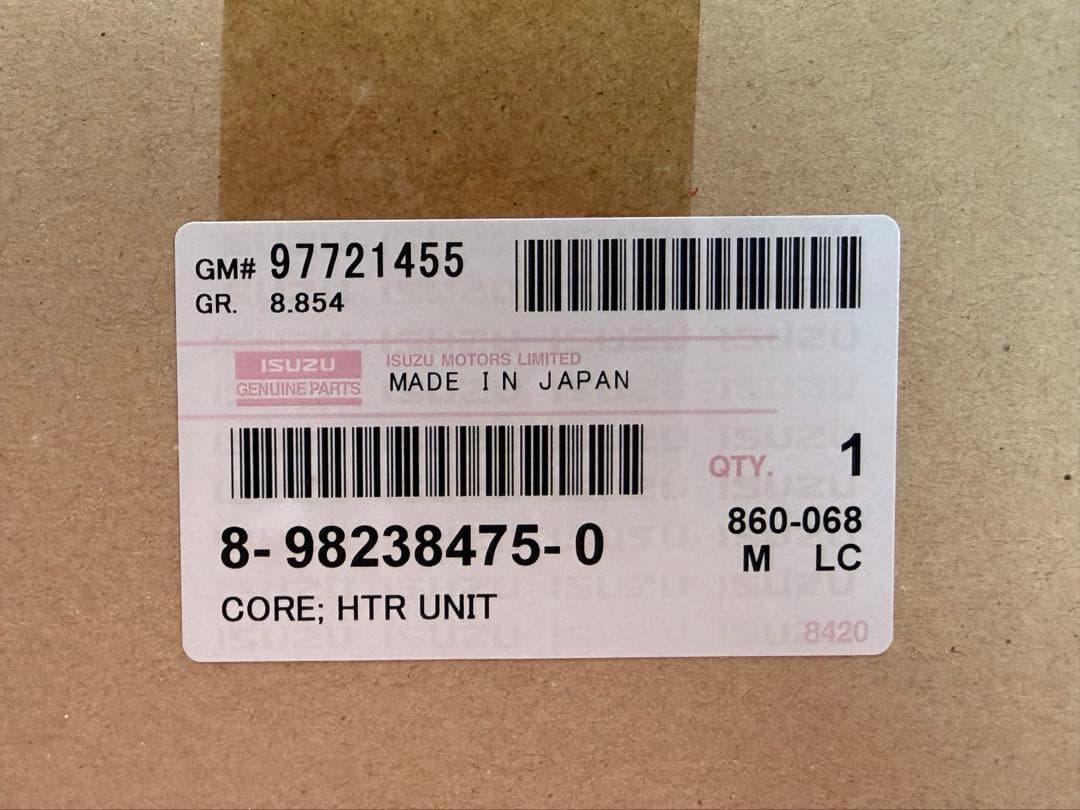 GM# 97721455
GR. 8.854
ISUZU
GENUINE PARTS
ISUZU MOTORS LIMITED
MADE IN JAPAN
QTY. 1
8-98238475-0
860-068
M LC
CORE; HTR UNIT
8420